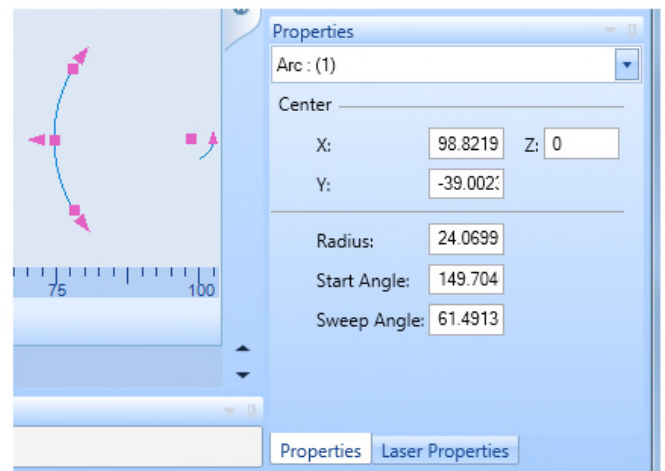 Properties
Arc : (1)
Center
X: 98.8219 Z: 0
Y: -39.002
Radius: 24.0699
Start Angle: 149.704
Sweep Angle: 61.4913
75 100
Properties Laser Properties